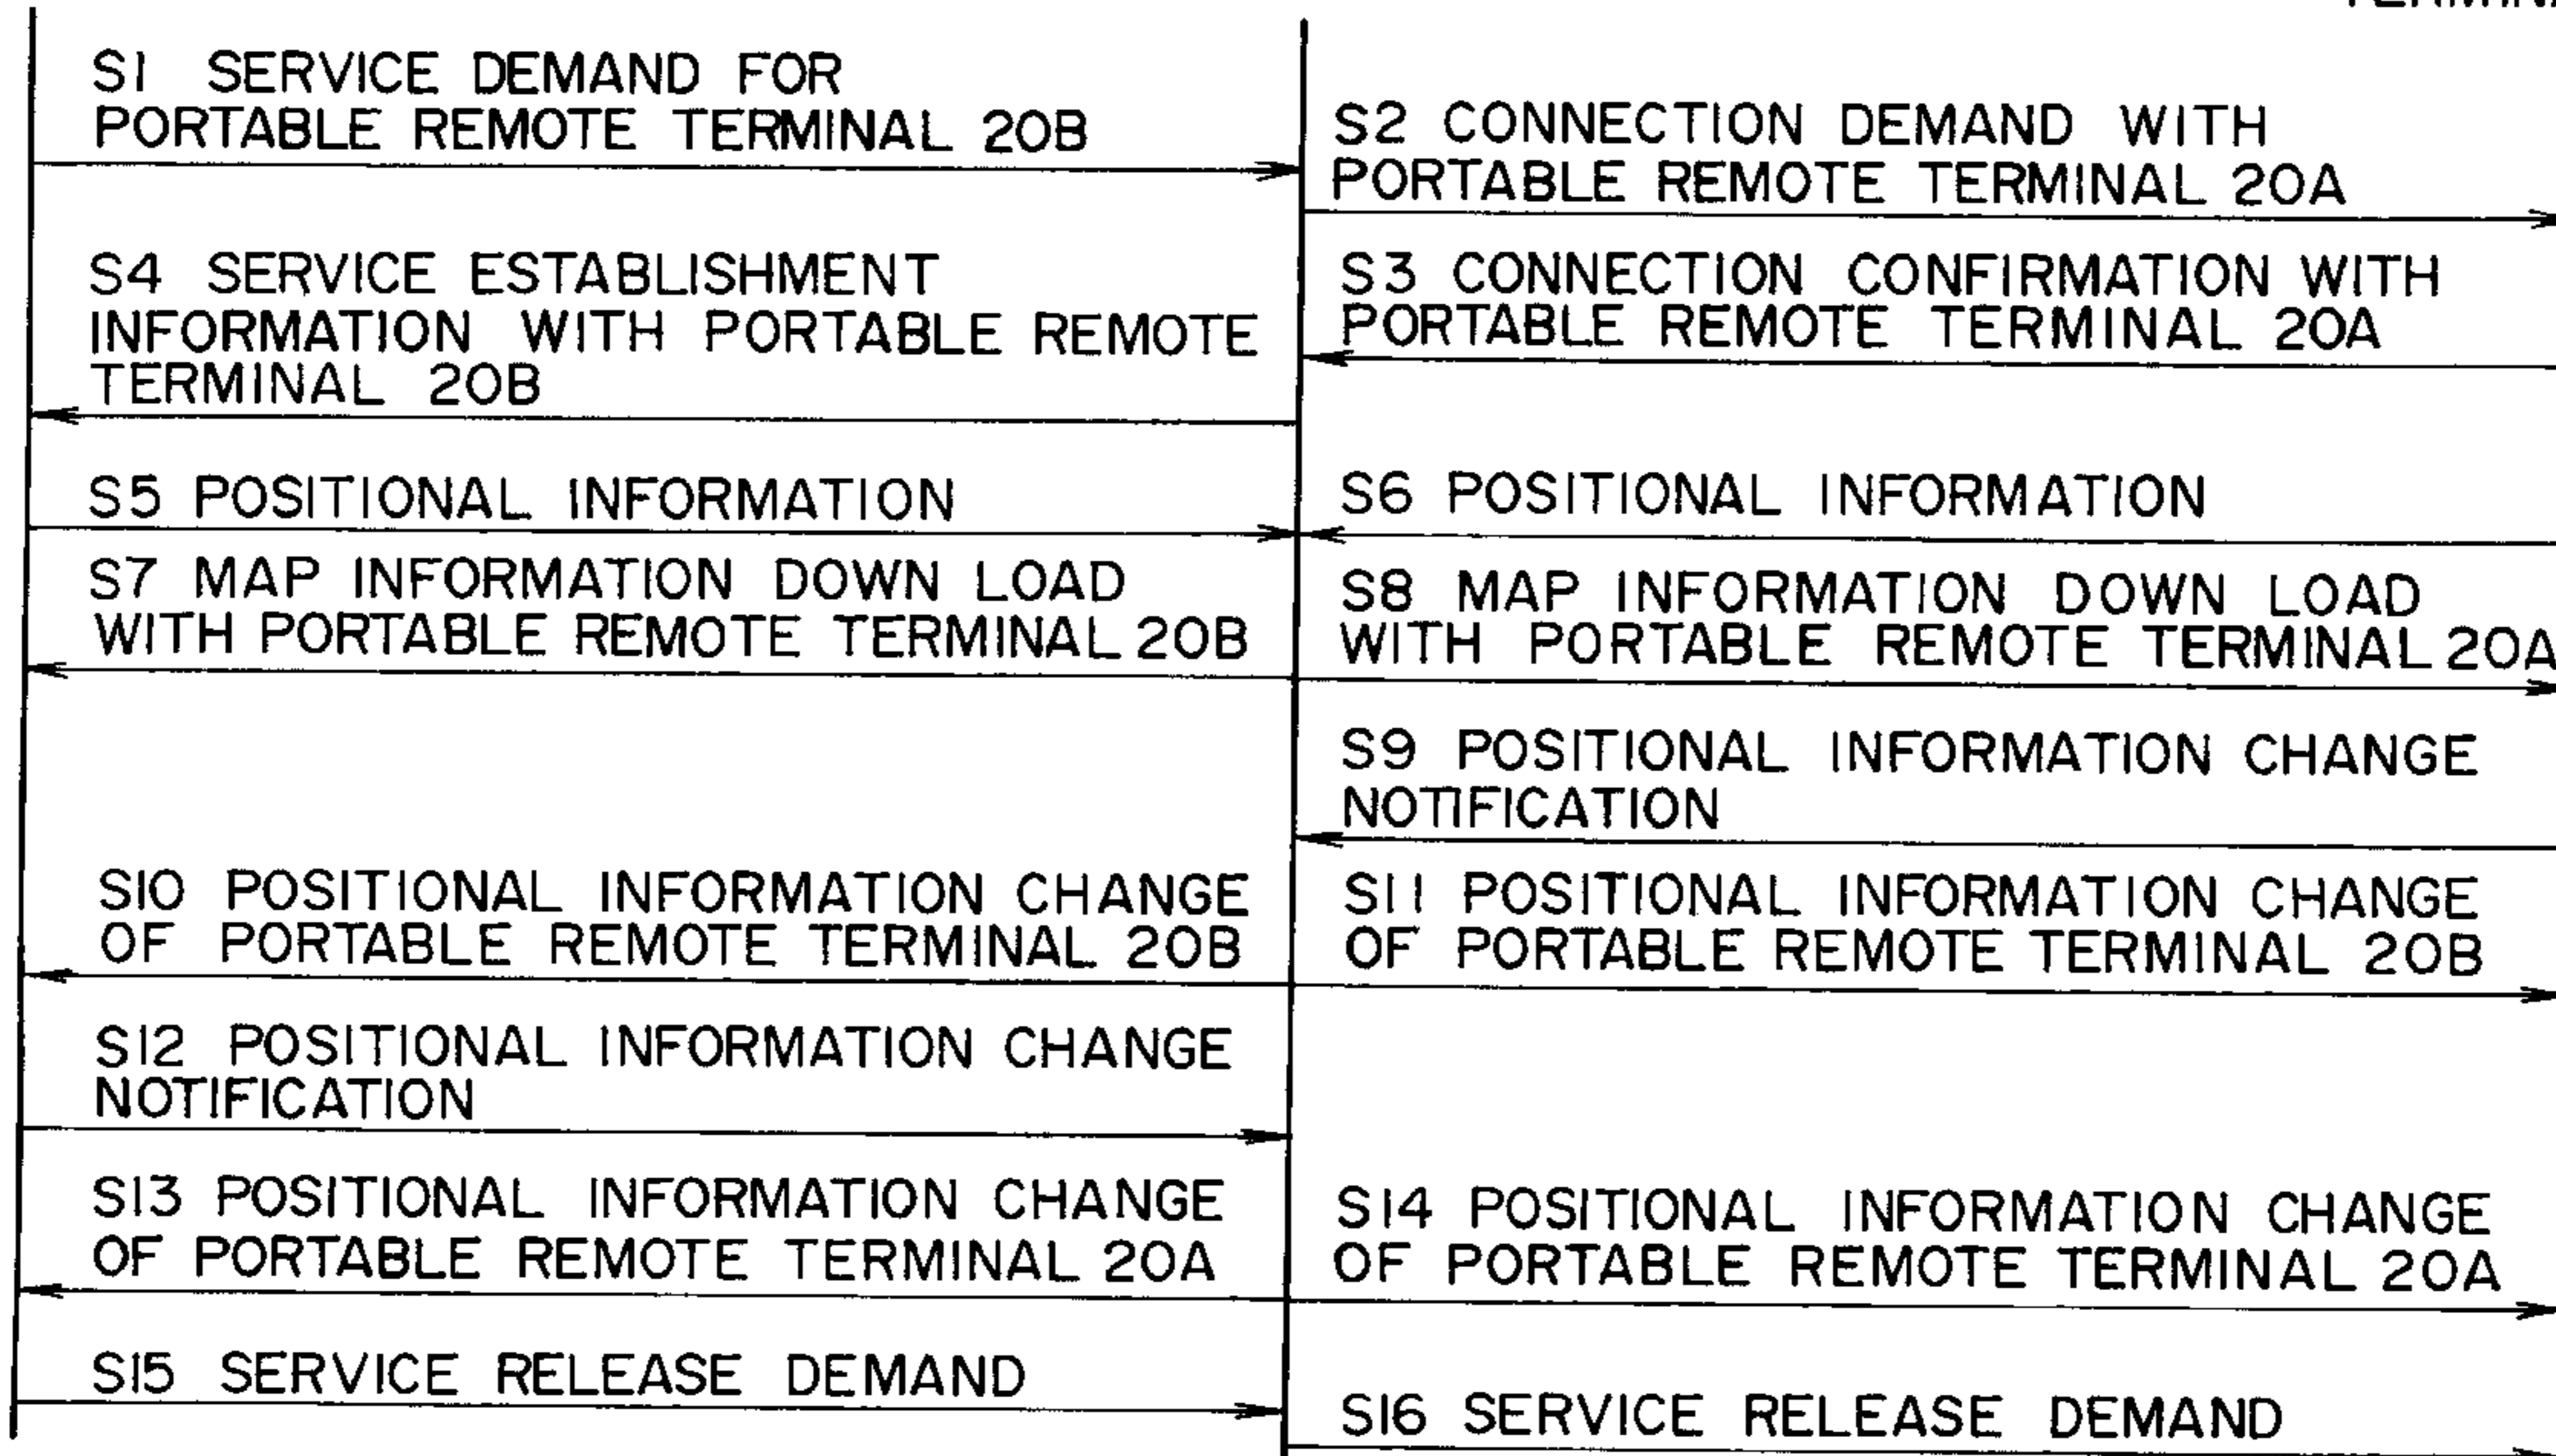 S1 SERVICE DEMAND FOR
PORTABLE REMOTE TERMINAL 20B
S2 CONNECTION DEMAND WITH
PORTABLE REMOTE TERMINAL 20A
S4 SERVICE ESTABLISHMENT
INFORMATION WITH PORTABLE REMOTE
TERMINAL 20B
S3 CONNECTION CONFIRMATION WITH
PORTABLE REMOTE TERMINAL 20A
S5 POSITIONAL INFORMATION
S6 POSITIONAL INFORMATION
S7 MAP INFORMATION DOWN LOAD
WITH PORTABLE REMOTE TERMINAL 20B
S8 MAP INFORMATION DOWN LOAD
WITH PORTABLE REMOTE TERMINAL 20A
S9 POSITIONAL INFORMATION CHANGE
NOTIFICATION
S10 POSITIONAL INFORMATION CHANGE
OF PORTABLE REMOTE TERMINAL 20B
S11 POSITIONAL INFORMATION CHANGE
OF PORTABLE REMOTE TERMINAL 20B
S12 POSITIONAL INFORMATION CHANGE
NOTIFICATION
S13 POSITIONAL INFORMATION CHANGE
OF PORTABLE REMOTE TERMINAL 20A
S14 POSITIONAL INFORMATION CHANGE
OF PORTABLE REMOTE TERMINAL 20A
S15 SERVICE RELEASE DEMAND
S16 SERVICE RELEASE DEMAND